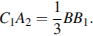 C₁A₂ = 1/3 BB₁.